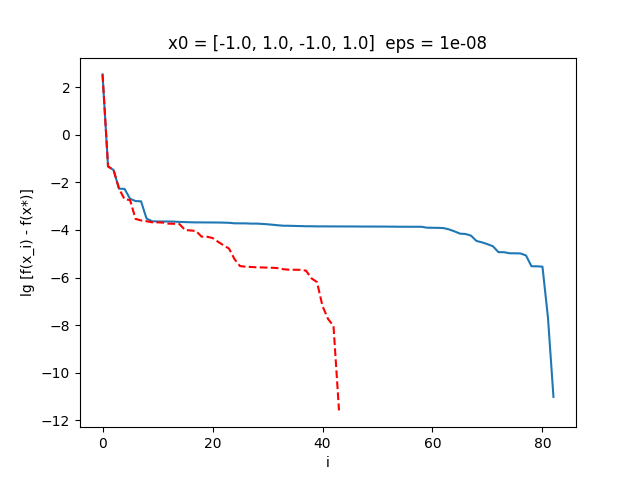 x0 = [-1.0, 1.0, -1.0, 1.0]  eps = 1e-08
lg [f(x_i) - f(x*)]
2
0
−2
−4
−6
−8
−10
−12
0 20 40 60 80
i